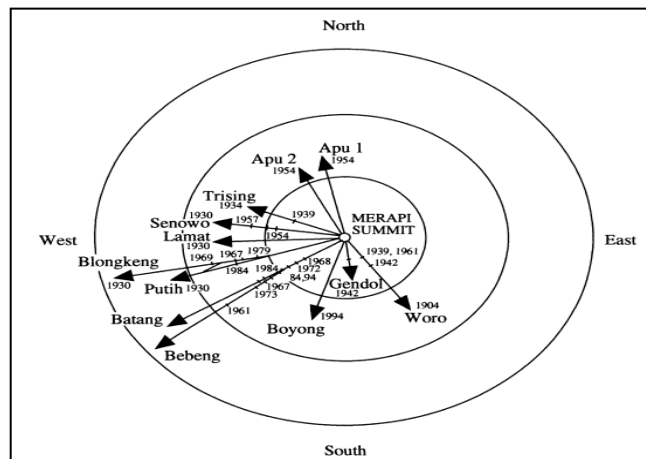 North
Apu 1
1954
Apu 2
1954
Trising
1934
1939
MERAPI
SUMMIT
Senowo
1930
1957
1954
Lamat
1930
West
East
Blongkeng
1930
1969
1967
1979
1984
Putih
1930
1984
1968
1972
84,94
1967
1973
1961
1939, 1961
1942
Gendol
1942
1904
Woro
Batang
Boyong
1994
Bebeng
South